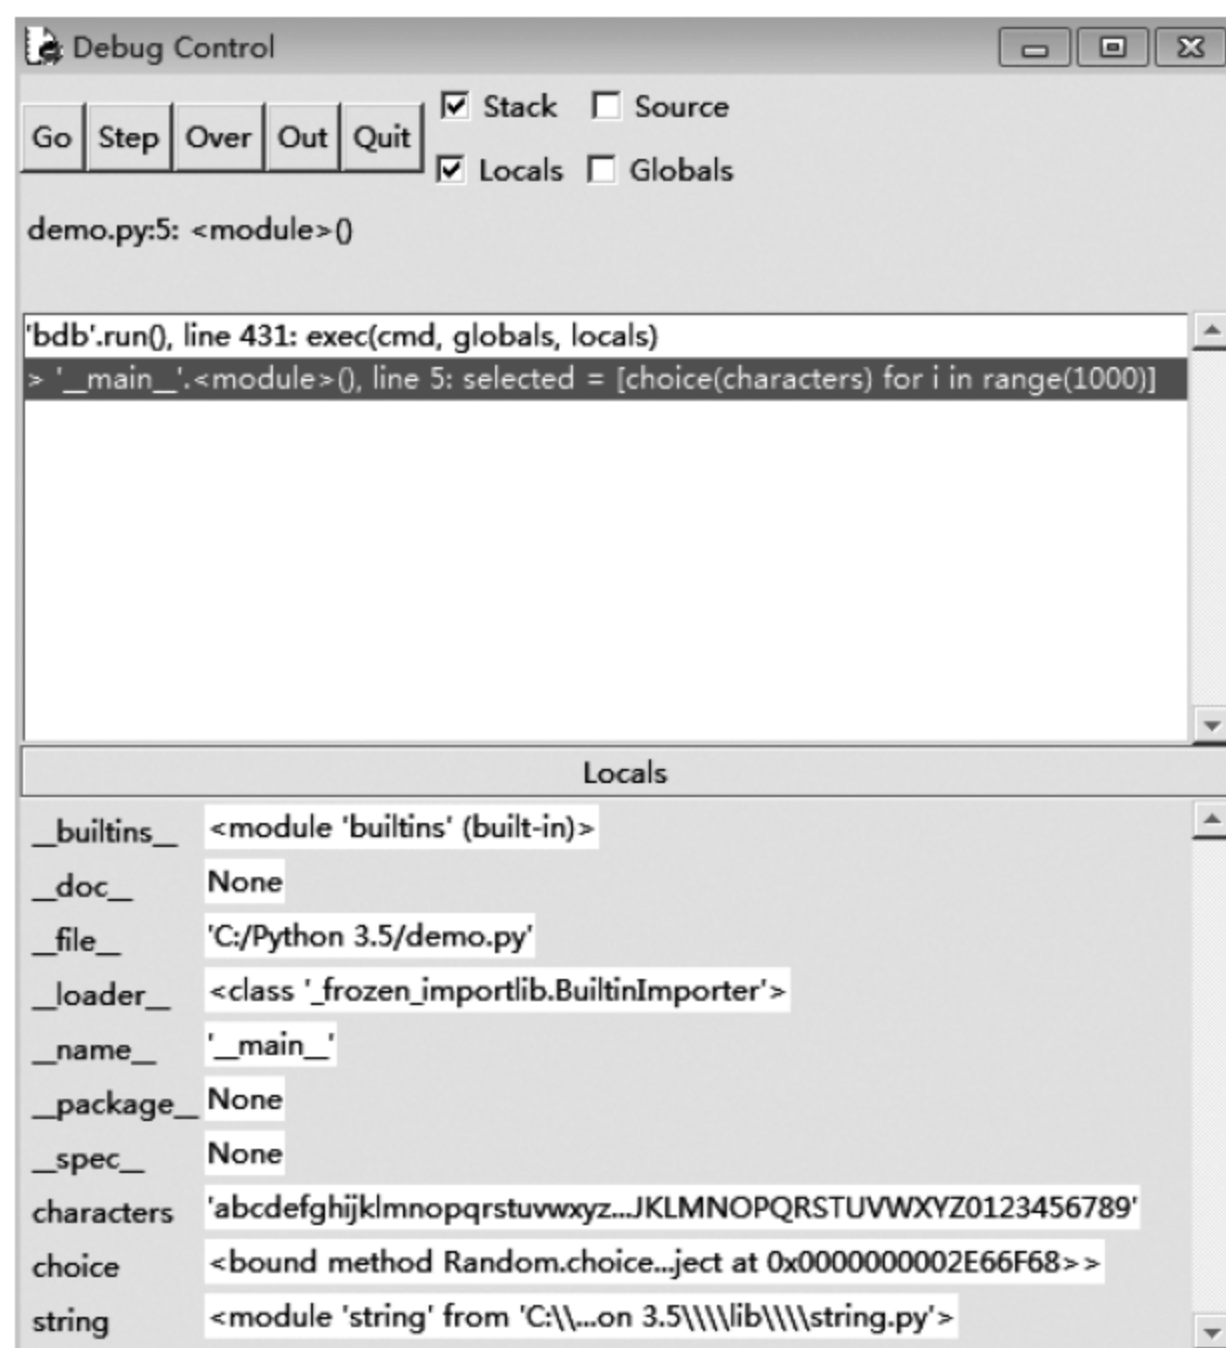 Debug Control
Go Step Over Out Quit
Stack Source
Locals Globals
demo.py:5: <module>()
'bdb'.run(), line 431: exec(cmd, globals, locals)
> '__main__'.<module>(), line 5: selected = [choice(characters) for i in range(1000)]
Locals
__builtins__ <module 'builtins' (built-in)>
__doc__ None
__file__ 'C:/Python 3.5/demo.py'
__loader__ <class '_frozen_importlib.BuiltinImporter'>
__name__ '__main__'
__package__ None
__spec__ None
characters 'abcdefghijklmnopqrstuvwxyz...JKLMNOPQRSTUVWXYZ0123456789'
choice <bound method Random.choice...ject at 0x0000000002E66F68>>
string <module 'string' from 'C:\\...on 3.5\\\\lib\\\\string.py'>